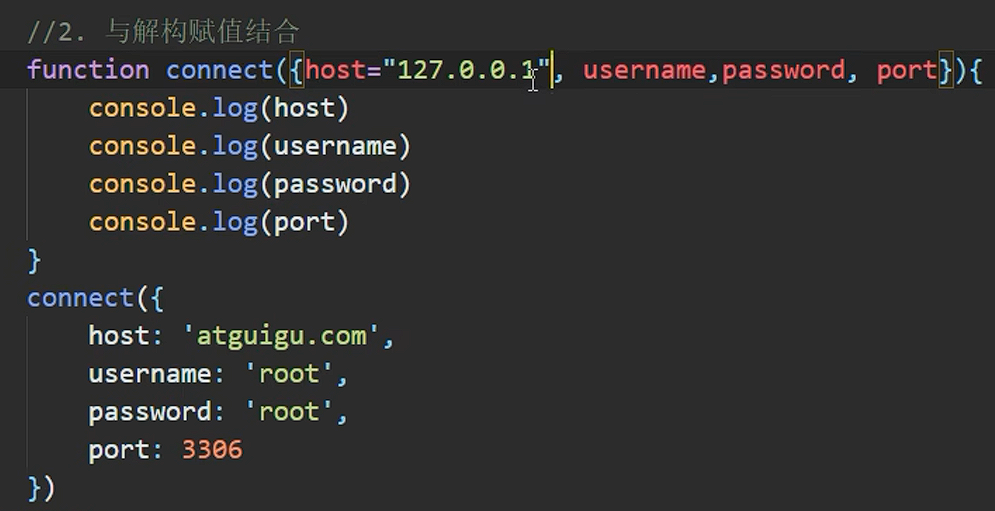 //2. 与解构赋值结合
function connect({host="127.0.0.1", username,password, port}){
    console.log(host)
    console.log(username)
    console.log(password)
    console.log(port)
}
connect({
    host: 'atguigu.com',
    username: 'root',
    password: 'root',
    port: 3306
})